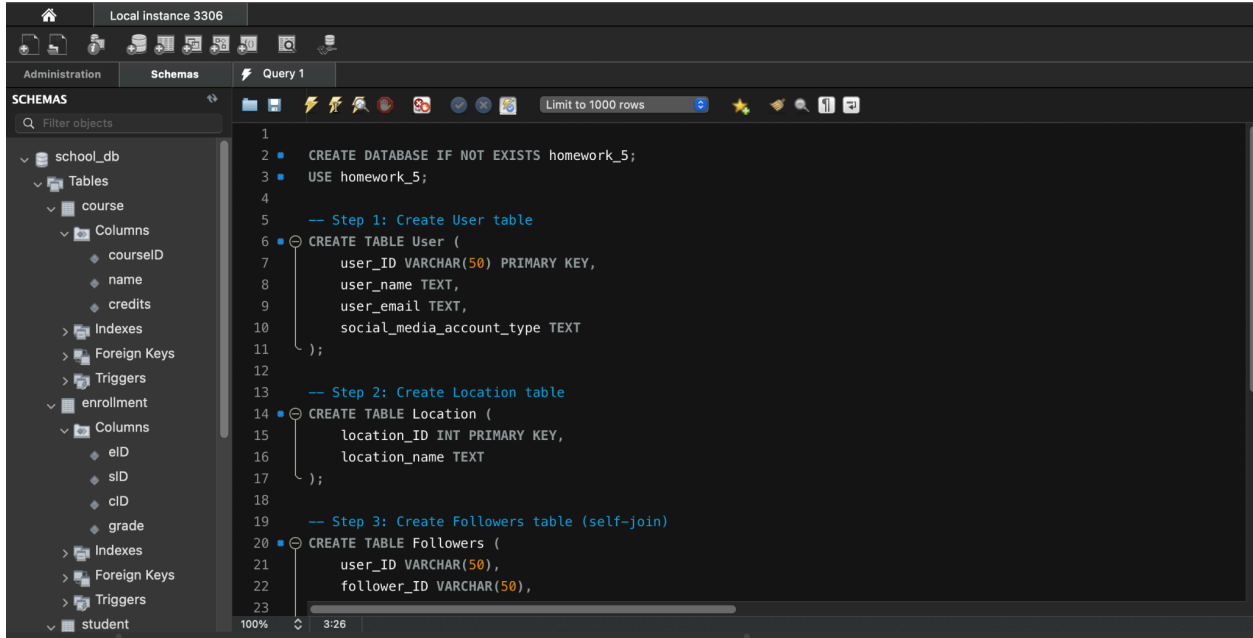 Local instance 3306
Administration
Schemas
Query 1
SCHEMAS
Filter objects
Limit to 1000 rows
school_db
Tables
course
Columns
courseID
name
credits
Indexes
Foreign Keys
Triggers
enrollment
Columns
eID
sID
cID
grade
Indexes
Foreign Keys
Triggers
student
1
2 CREATE DATABASE IF NOT EXISTS homework_5;
3 USE homework_5;
4
5 -- Step 1: Create User table
6 CREATE TABLE User (
7 user_ID VARCHAR(50) PRIMARY KEY,
8 user_name TEXT,
9 user_email TEXT,
10 social_media_account_type TEXT
11 );
12
13 -- Step 2: Create Location table
14 CREATE TABLE Location (
15 location_ID INT PRIMARY KEY,
16 location_name TEXT
17 );
18
19 -- Step 3: Create Followers table (self-join)
20 CREATE TABLE Followers (
21 user_ID VARCHAR(50),
22 follower_ID VARCHAR(50),
23
100% 3:26